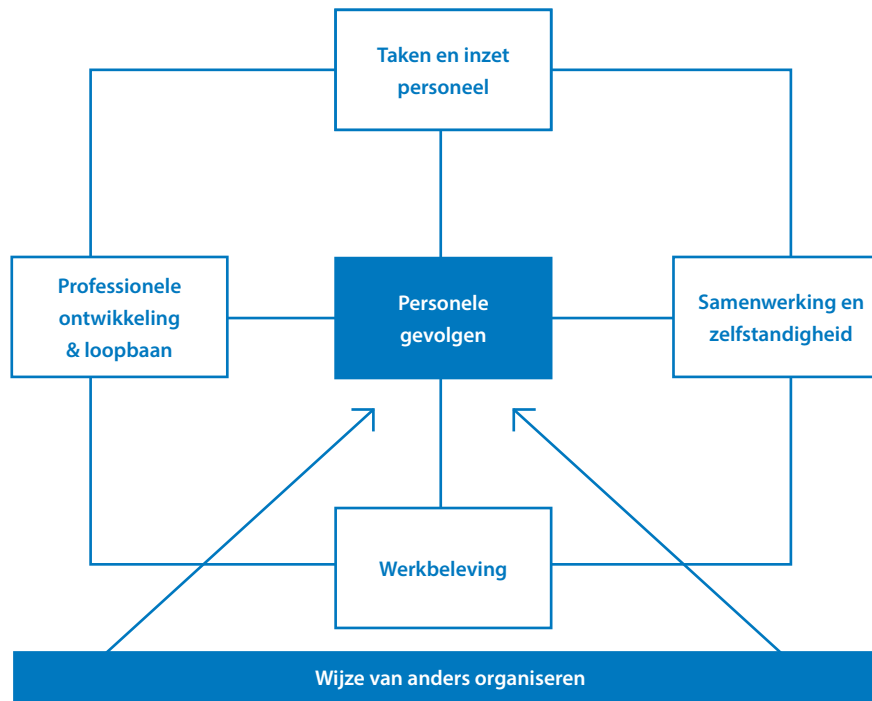 Taken en inzet
personeel
Professionele
ontwikkeling
& loopbaan
Personele
gevolgen
Samenwerking en
zelfstandigheid
Werkbeleving
Wijze van anders organiseren